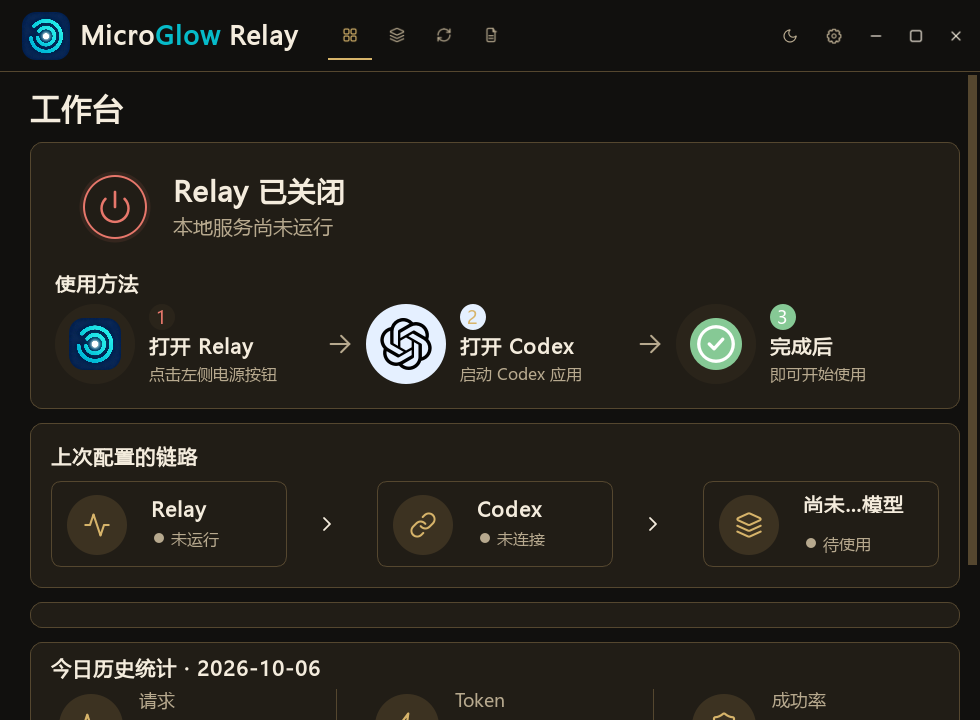 MicroGlow Relay
工作台
Relay 已关闭
本地服务尚未运行
使用方法
1
打开 Relay
点击左侧电源按钮
2
打开 Codex
启动 Codex 应用
3
完成后
即可开始使用
上次配置的链路
Relay
未运行
Codex
未连接
尚未...模型
待使用
今日历史统计 · 2026-10-06
请求
Token
成功率